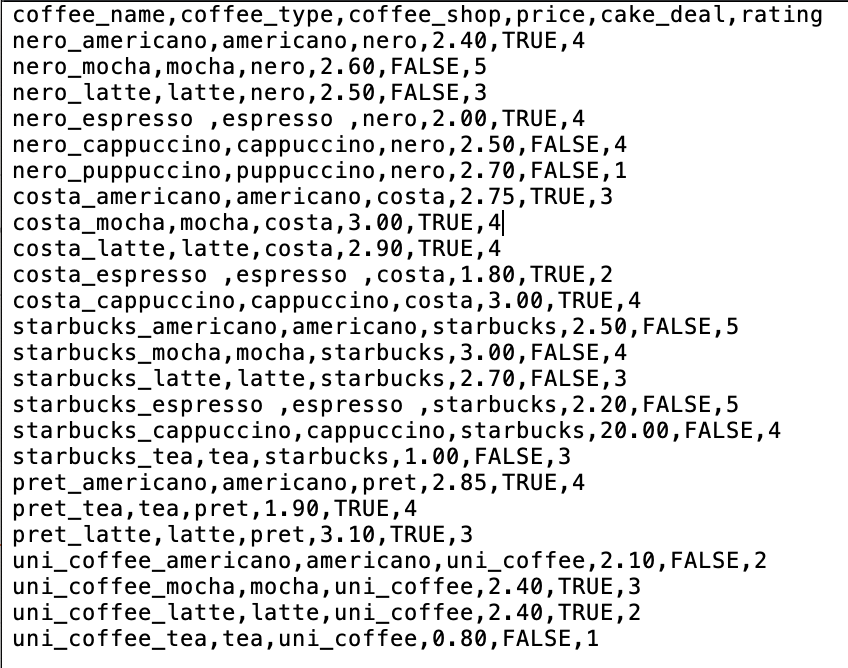 coffee_name,coffee_type,coffee_shop,price,cake_deal,rating
nero_americano,americano,nero,2.40,TRUE,4
nero_mocha,mocha,nero,2.60,FALSE,5
nero_latte,latte,nero,2.50,FALSE,3
nero_espresso ,espresso ,nero,2.00,TRUE,4
nero_cappuccino,cappuccino,nero,2.50,FALSE,4
nero_puppuccino,puppuccino,nero,2.70,FALSE,1
costa_americano,americano,costa,2.75,TRUE,3
costa_mocha,mocha,costa,3.00,TRUE,4
costa_latte,latte,costa,2.90,TRUE,4
costa_espresso ,espresso ,costa,1.80,TRUE,2
costa_cappuccino,cappuccino,costa,3.00,TRUE,4
starbucks_americano,americano,starbucks,2.50,FALSE,5
starbucks_mocha,mocha,starbucks,3.00,FALSE,4
starbucks_latte,latte,starbucks,2.70,FALSE,3
starbucks_espresso ,espresso ,starbucks,2.20,FALSE,5
starbucks_cappuccino,cappuccino,starbucks,20.00,FALSE,4
starbucks_tea,tea,starbucks,1.00,FALSE,3
pret_americano,americano,pret,2.85,TRUE,4
pret_tea,tea,pret,1.90,TRUE,4
pret_latte,latte,pret,3.10,TRUE,3
uni_coffee_americano,americano,uni_coffee,2.10,FALSE,2
uni_coffee_mocha,mocha,uni_coffee,2.40,TRUE,3
uni_coffee_latte,latte,uni_coffee,2.40,TRUE,2
uni_coffee_tea,tea,uni_coffee,0.80,FALSE,1